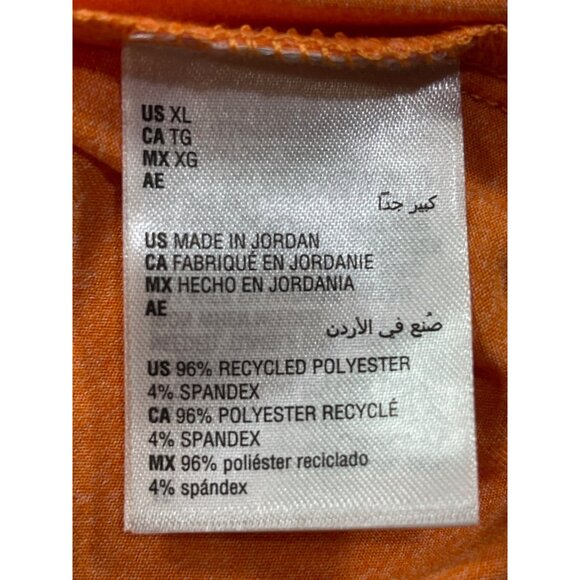 US XL
CA TG
MX XG
AE
كبير جدًا
US MADE IN JORDAN
CA FABRIQUÉ EN JORDANIE
MX HECHO EN JORDANIA
AE
صُنع في الأردن
US 96% RECYCLED POLYESTER
4% SPANDEX
CA 96% POLYESTER RECYCLÉ
4% SPANDEX
MX 96% poliéster reciclado
4% spándex